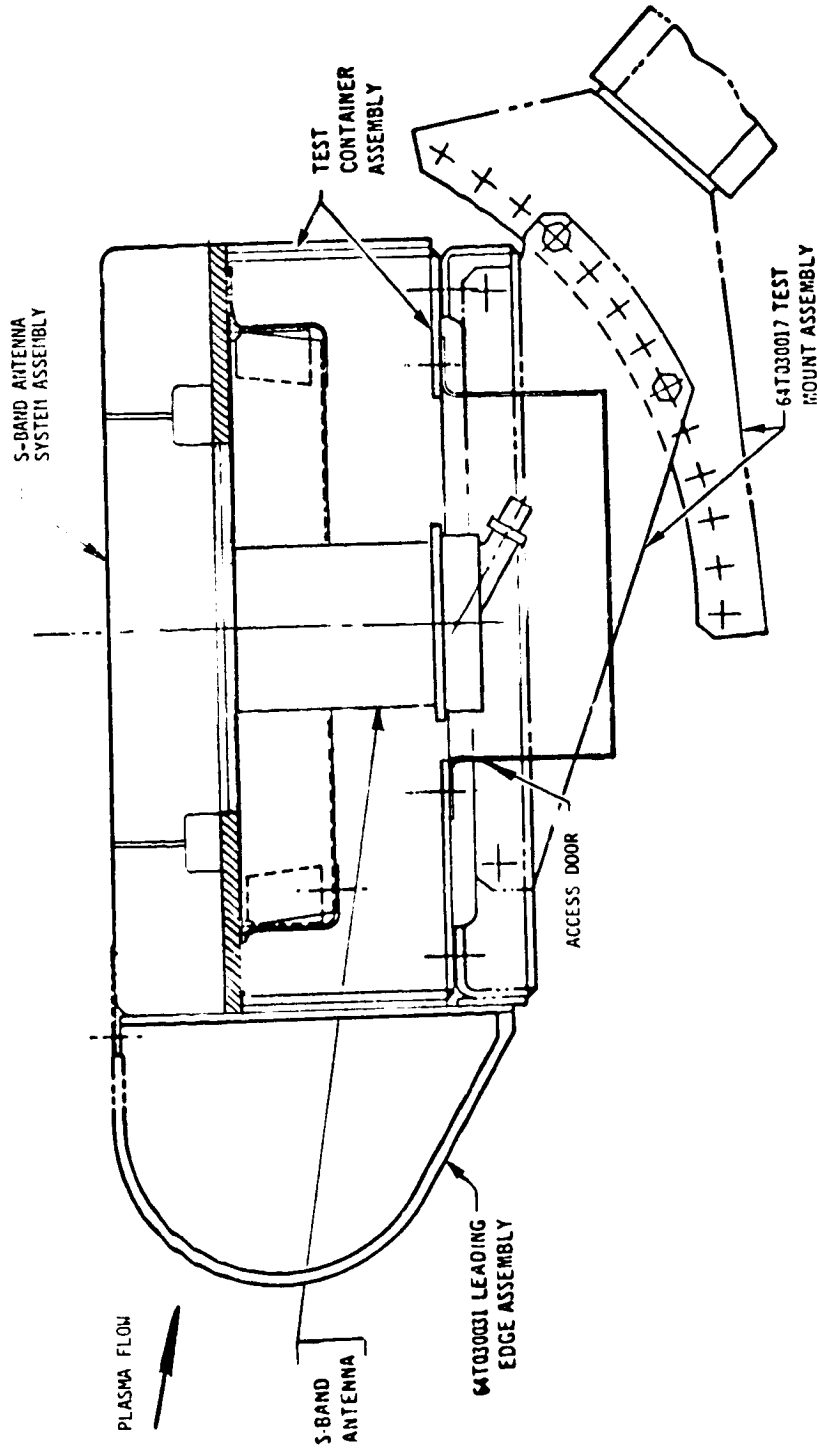 PLASMA FLOW
S-BAND
ANTENNA
64T030031 LEADING
EDGE ASSEMBLY
S-BAND ANTENNA
SYSTEM ASSEMBLY
ACCESS DOOR
TEST
CONTAINER
ASSEMBLY
64T030017 TEST
MOUNT ASSEMBLY